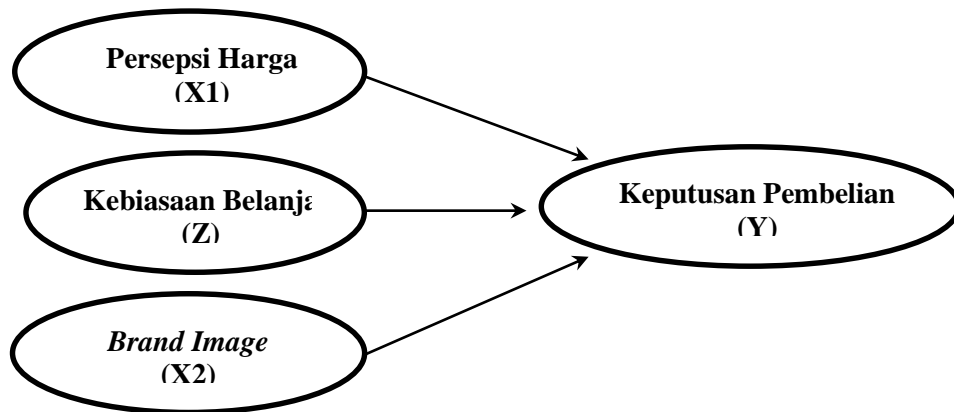 Persepsi Harga
(X1)
Kebiasaan Belanja
(Z)
Keputusan Pembelian
(Y)
Brand Image
(X2)